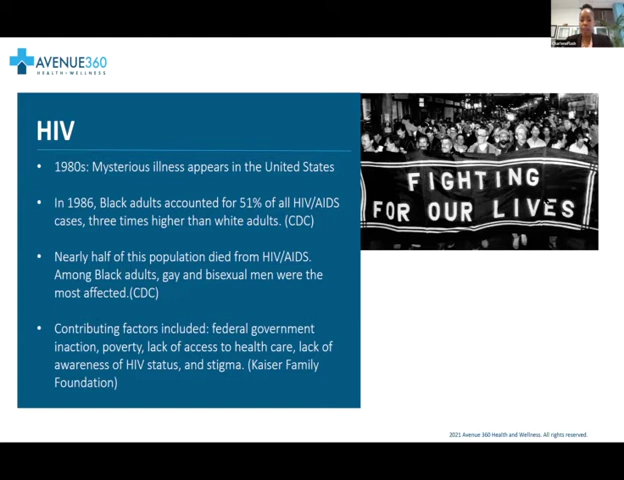 AVENUE360
HEALTH+WELLNESS
HIV
• 1980s: Mysterious illness appears in the United States
• In 1986, Black adults accounted for 51% of all HIV/AIDS
cases, three times higher than white adults. (CDC)
• Nearly half of this population died from HIV/AIDS.
Among Black adults, gay and bisexual men were the
most affected.(CDC)
• Contributing factors included: federal government
inaction, poverty, lack of access to health care, lack of
awareness of HIV status, and stigma. (Kaiser Family
Foundation)
FIGHTING
FOR OUR LIVES
2021 Avenue 360 Health and Wellness. All rights reserved.